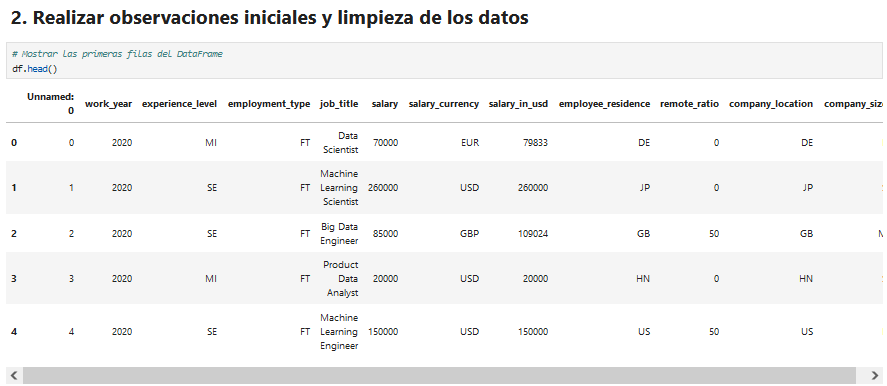 2. Realizar observaciones iniciales y limpieza de los datos
# Mostrar las primeras filas del DataFrame
df.head()
Unnamed: 0 work_year experience_level employment_type job_title salary salary_currency salary_in_usd employee_residence remote_ratio company_location
0 0 2020 MI FT Data Scientist 70000 EUR 79833 DE 0 DE
1 1 2020 SE FT Machine Learning Scientist 260000 USD 260000 JP 0 JP
2 2 2020 SE FT Big Data Engineer 85000 GBP 109024 GB 50 GB
3 3 2020 MI FT Product Data Analyst 20000 USD 20000 HN 0 HN
4 4 2020 SE FT Machine Learning Engineer 150000 USD 150000 US 50 US